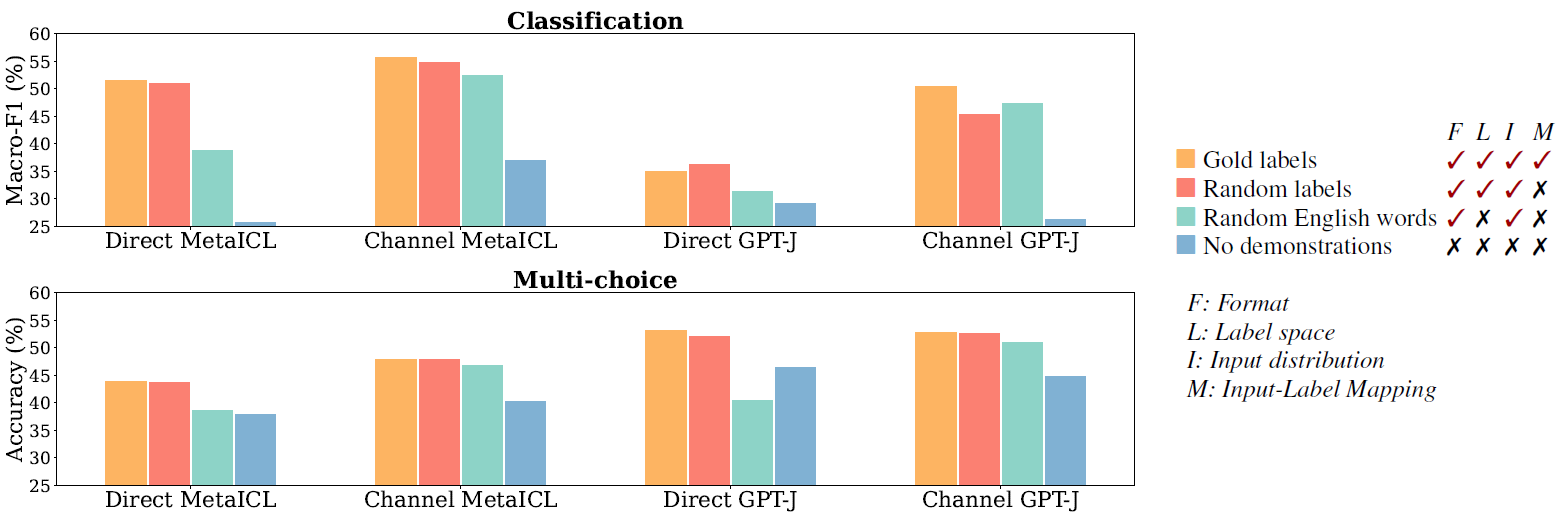 Classification
Macro-F1 (%)
60
55
50
45
40
35
30
25
Direct MetaICL
Channel MetaICL
Direct GPT-J
Channel GPT-J
Multi-choice
Accuracy (%)
60
55
50
45
40
35
30
25
Direct MetaICL
Channel MetaICL
Direct GPT-J
Channel GPT-J
F L I M
Gold labels ✓ ✓ ✓ ✓
Random labels ✓ ✓ ✓ ✗
Random English words ✓ ✗ ✓ ✗
No demonstrations ✗ ✗ ✗ ✗
F: Format
L: Label space
I: Input distribution
M: Input-Label Mapping